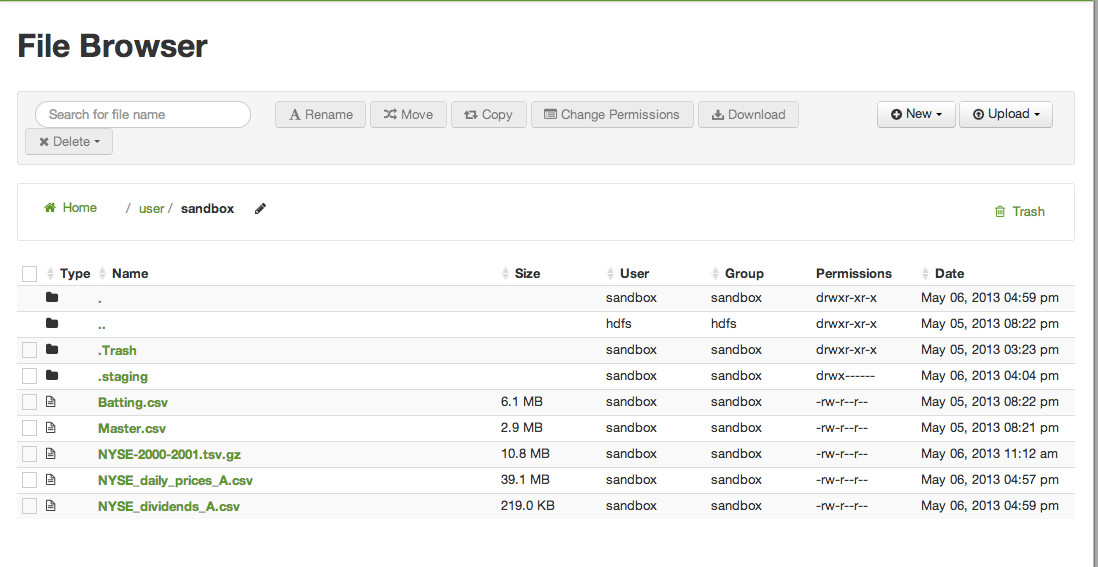 File Browser
Search for file name Rename Move Copy Change Permissions Download New Upload
Delete
Home / user / sandbox Trash
Type Name Size User Group Permissions Date
. sandbox sandbox drwxr-xr-x May 06, 2013 04:59 pm
.. hdfs hdfs drwxr-xr-x May 05, 2013 08:22 pm
.Trash sandbox sandbox drwxr-xr-x May 05, 2013 03:23 pm
.staging sandbox sandbox drwx------ May 06, 2013 04:04 pm
Batting.csv 6.1 MB sandbox sandbox -rw-r--r-- May 05, 2013 08:22 pm
Master.csv 2.9 MB sandbox sandbox -rw-r--r-- May 05, 2013 08:21 pm
NYSE-2000-2001.tsv.gz 10.8 MB sandbox sandbox -rw-r--r-- May 06, 2013 11:12 am
NYSE_daily_prices_A.csv 39.1 MB sandbox sandbox -rw-r--r-- May 06, 2013 04:57 pm
NYSE_dividends_A.csv 219.0 KB sandbox sandbox -rw-r--r-- May 06, 2013 04:59 pm